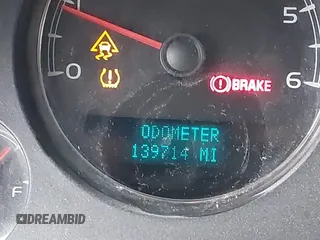 5
0
BRAKE
6
ODOMETER
139714 MI
F
DREAMBID